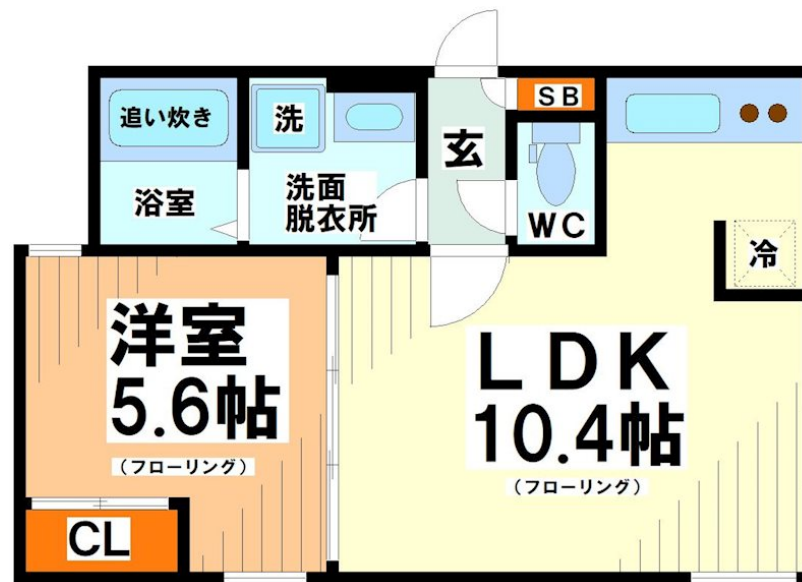 追い炊き
浴室
洗
洗面
脱衣所
玄
SB
WC
冷
洋室
5.6帖
(フローリング)
CL
LDK
10.4帖
(フローリング)